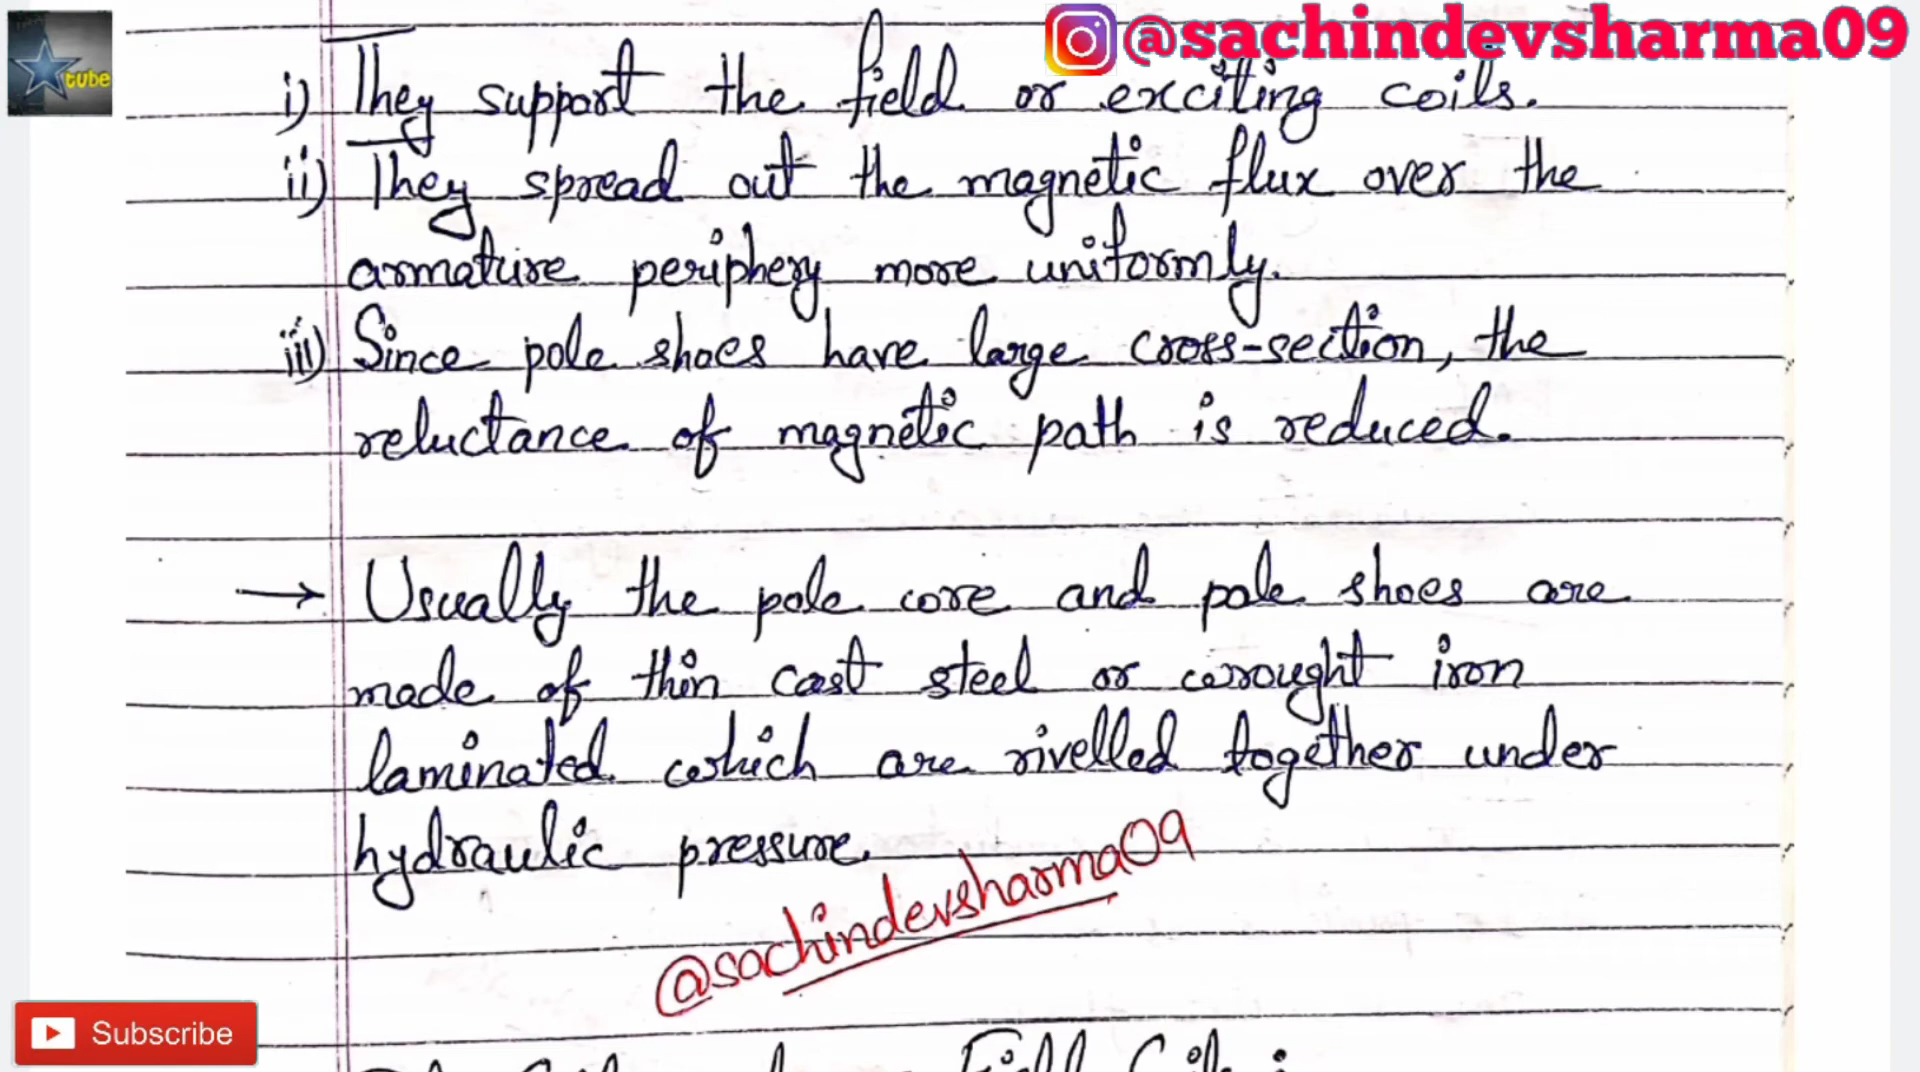 @sachindevsharma09
tube
i) They support the field or exciting coils.
ii) They spread out the magnetic flux over the
armature periphery more uniformly.
iii) Since pole shoes have large cross-section, the
reluctance of magnetic path is reduced.
→ Usually the pole core and pole shoes are
made of thin cast steel or wrought iron
laminated which are rivelled together under
hydraulic pressure.
@sachindevsharma09
Subscribe